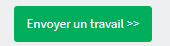 Envoyer un travail >>